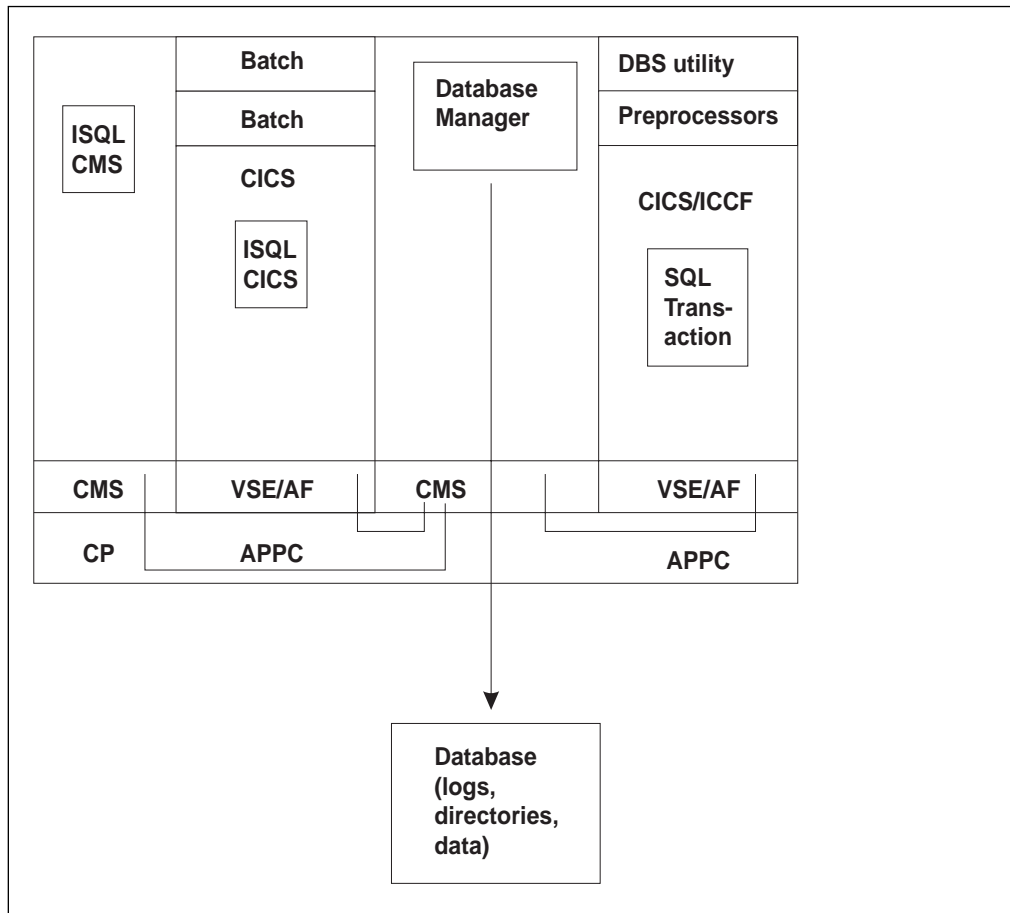 ISQL
CMS
Batch
Batch
CICS
ISQL
CICS
Database
Manager
DBS utility
Preprocessors
CICS/ICCF
SQL
Trans-
action
CMS
VSE/AF
CMS
VSE/AF
CP
APPC
APPC
Database
(logs,
directories,
data)